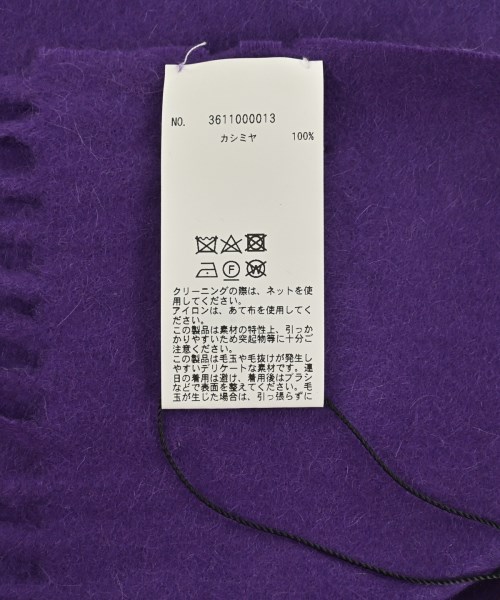 NO. 3611000013
カシミヤ 100%
F W
クリーニングの際は、ネットを使
用してください。
アイロンは、あて布を使用してく
ださい。
この製品は素材の特性上、引っか
かりやすいため突起物等に十分ご
注意ください。
この製品は毛玉や毛抜けが発生し
やすいデリケートな素材です。連
日の着用は避け、着用後はブラシ
などで表面を整えてください。毛
玉が生じた場合は、引っ張らずに